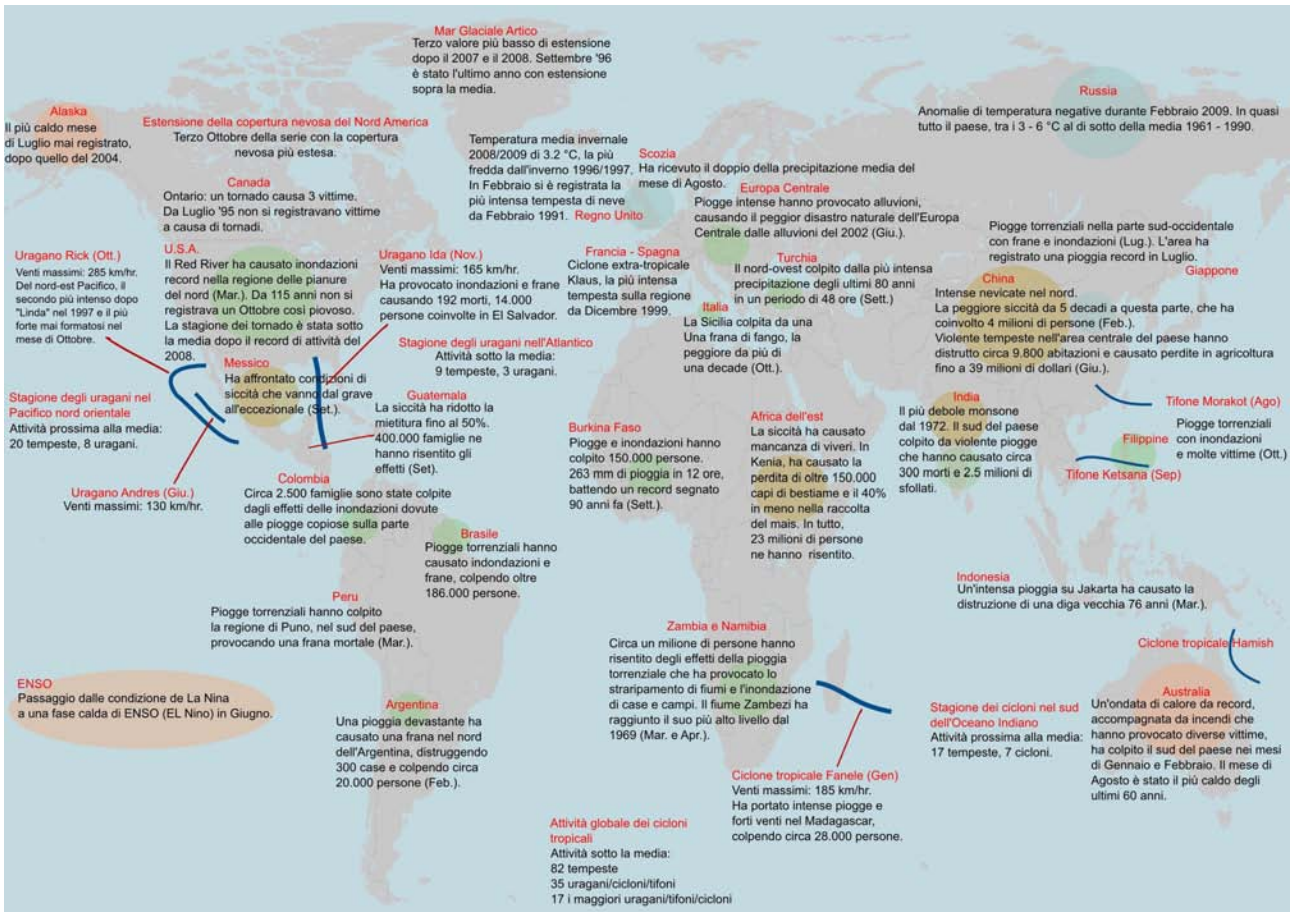 Mar Glaciale Artico
Terzo valore più basso di estensione
dopo il 2007 e il 2008. Settembre '96
è stato l'ultimo anno con estensione
sopra la media.
Alaska
Il più caldo mese
di Luglio mai registrato,
dopo quello del 2004.
Estensione della copertura nevosa del Nord America
Terzo Ottobre della serie con la copertura
nevosa più estesa.
Russia
Anomalie di temperatura negative durante Febbraio 2009. In quasi
tutto il paese, tra i 3 - 6 °C al di sotto della media 1961 - 1990.
Temperatura media invernale
2008/2009 di 3.2 °C, la più
fredda dall'inverno 1996/1997.
In Febbraio si è registrata la
più intensa tempesta di neve
da Febbraio 1991. Regno Unito
Scozia
Ha ricevuto il doppio della precipitazione media del
mese di Agosto.
Canada
Ontario: un tornado causa 3 vittime.
Da Luglio '95 non si registravano vittime
a causa di tornadi.
Europa Centrale
Piogge intense hanno provocato alluvioni,
causando il peggior disastro naturale dell'Europa
Centrale dalle alluvioni del 2002 (Giu.).
Piogge torrenziali nella parte sud-occidentale
con frane e inondazioni (Lug.). L'area ha
registrato una pioggia record in Luglio.
Giappone
Uragano Rick (Ott.)
Venti massimi: 285 km/hr.
Del nord-est Pacifico, il
secondo più intenso dopo
"Linda" nel 1997 e il più
forte mai formatosi nel
mese di Ottobre.
U.S.A.
Il Red River ha causato inondazioni
record nella regione delle pianure
del nord (Mar.). Da 115 anni non si
registrava un Ottobre così piovoso.
La stagione dei tornado è stata sotto
la media dopo il record di attività del
2008.
Uragano Ida (Nov.)
Venti massimi: 165 km/hr.
Ha provocato inondazioni e frane
causando 192 morti, 14.000
persone coinvolte in El Salvador.
Francia - Spagna
Ciclone extra-tropicale
Klaus, la più intensa
tempesta sulla regione
da Dicembre 1999.
Turchia
Il nord-ovest colpito dalla più intensa
precipitazione degli ultimi 80 anni
in un periodo di 48 ore (Sett.)
China
Intense nevicate nel nord.
La peggiore siccità da 5 decadi a questa parte, che ha
coinvolto 4 milioni di persone (Feb.).
Violente tempeste nell'area centrale del paese hanno
distrutto circa 9.800 abitazioni e causato perdite in agricoltura
fino a 39 milioni di dollari (Giu.).
Italia
La Sicilia colpita da una
Una frana di fango, la
peggiore da più di
una decade (Ott.).
Stagione degli uragani nell'Atlantico
Attività sotto la media:
9 tempeste, 3 uragani.
Messico
Ha affrontato condizioni di
siccità che vanno dal grave
all'eccezionale (Set.).
Stagione degli uragani nel
Pacifico nord orientale
Attività prossima alla media:
20 tempeste, 8 uragani.
Guatemala
La siccità ha ridotto la
mietitura fino al 50%.
400.000 famiglie ne
hanno risentito gli
effetti (Set).
Burkina Faso
Piogge e inondazioni hanno
colpito 150.000 persone.
263 mm di pioggia in 12 ore,
battendo un record segnato
90 anni fa (Sett.).
Africa dell'est
La siccità ha causato
mancanza di viveri. In
Kenia, ha causato la
perdita di oltre 150.000
capi di bestiame e il 40%
in meno nella raccolta
del mais. In tutto,
23 milioni di persone
ne hanno risentito.
India
Il più debole monsone
dal 1972. Il sud del paese
colpito da violente piogge
che hanno causato circa
300 morti e 2.5 milioni di
sfollati.
Tifone Morakot (Ago)
Filippine
Piogge torrenziali
con inondazioni
e molte vittime (Ott.)
Tifone Ketsana (Sep)
Uragano Andres (Giu.)
Venti massimi: 130 km/hr.
Colombia
Circa 2.500 famiglie sono state colpite
dagli effetti delle inondazioni dovute
alle piogge copiose sulla parte
occidentale del paese.
Brasile
Piogge torrenziali hanno
causato indondazioni e
frane, colpendo oltre
186.000 persone.
Indonesia
Un'intensa pioggia su Jakarta ha causato la
distruzione di una diga vecchia 76 anni (Mar.).
Peru
Piogge torrenziali hanno colpito
la regione di Puno, nel sud del paese,
provocando una frana mortale (Mar.).
Zambia e Namibia
Circa un milione di persone hanno
risentito degli effetti della pioggia
torrenziale che ha provocato lo
straripamento di fiumi e l'inondazione
di case e campi. Il fiume Zambezi ha
raggiunto il suo più alto livello dal
1969 (Mar. e Apr.).
Ciclone tropicale Hamish
ENSO
Passaggio dalle condizione de La Nina
a una fase calda di ENSO (EL Nino) in Giugno.
Argentina
Una pioggia devastante ha
causato una frana nel nord
dell'Argentina, distruggendo
300 case e colpendo circa
20.000 persone (Feb.).
Stagione dei cicloni nel sud
dell'Oceano Indiano
Attività prossima alla media:
17 tempeste, 7 cicloni.
Australia
Un'ondata di calore da record,
accompagnata da incendi che
hanno provocato diverse vittime,
ha colpito il sud del paese nei mesi
di Gennaio e Febbraio. Il mese di
Agosto è stato il più caldo degli
ultimi 60 anni.
Ciclone tropicale Fanele (Gen)
Venti massimi: 185 km/hr.
Ha portato intense piogge e
forti venti nel Madagascar,
colpendo circa 28.000 persone.
Attività globale dei cicloni
tropicali
Attività sotto la media:
82 tempeste
35 uragani/cicloni/tifoni
17 i maggiori uragani/tifoni/cicloni